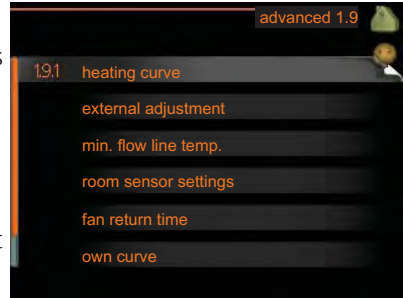 advanced 1.9
1.9.1 heating curve
external adjustment
min. flow line temp.
room sensor settings
fan return time
own curve